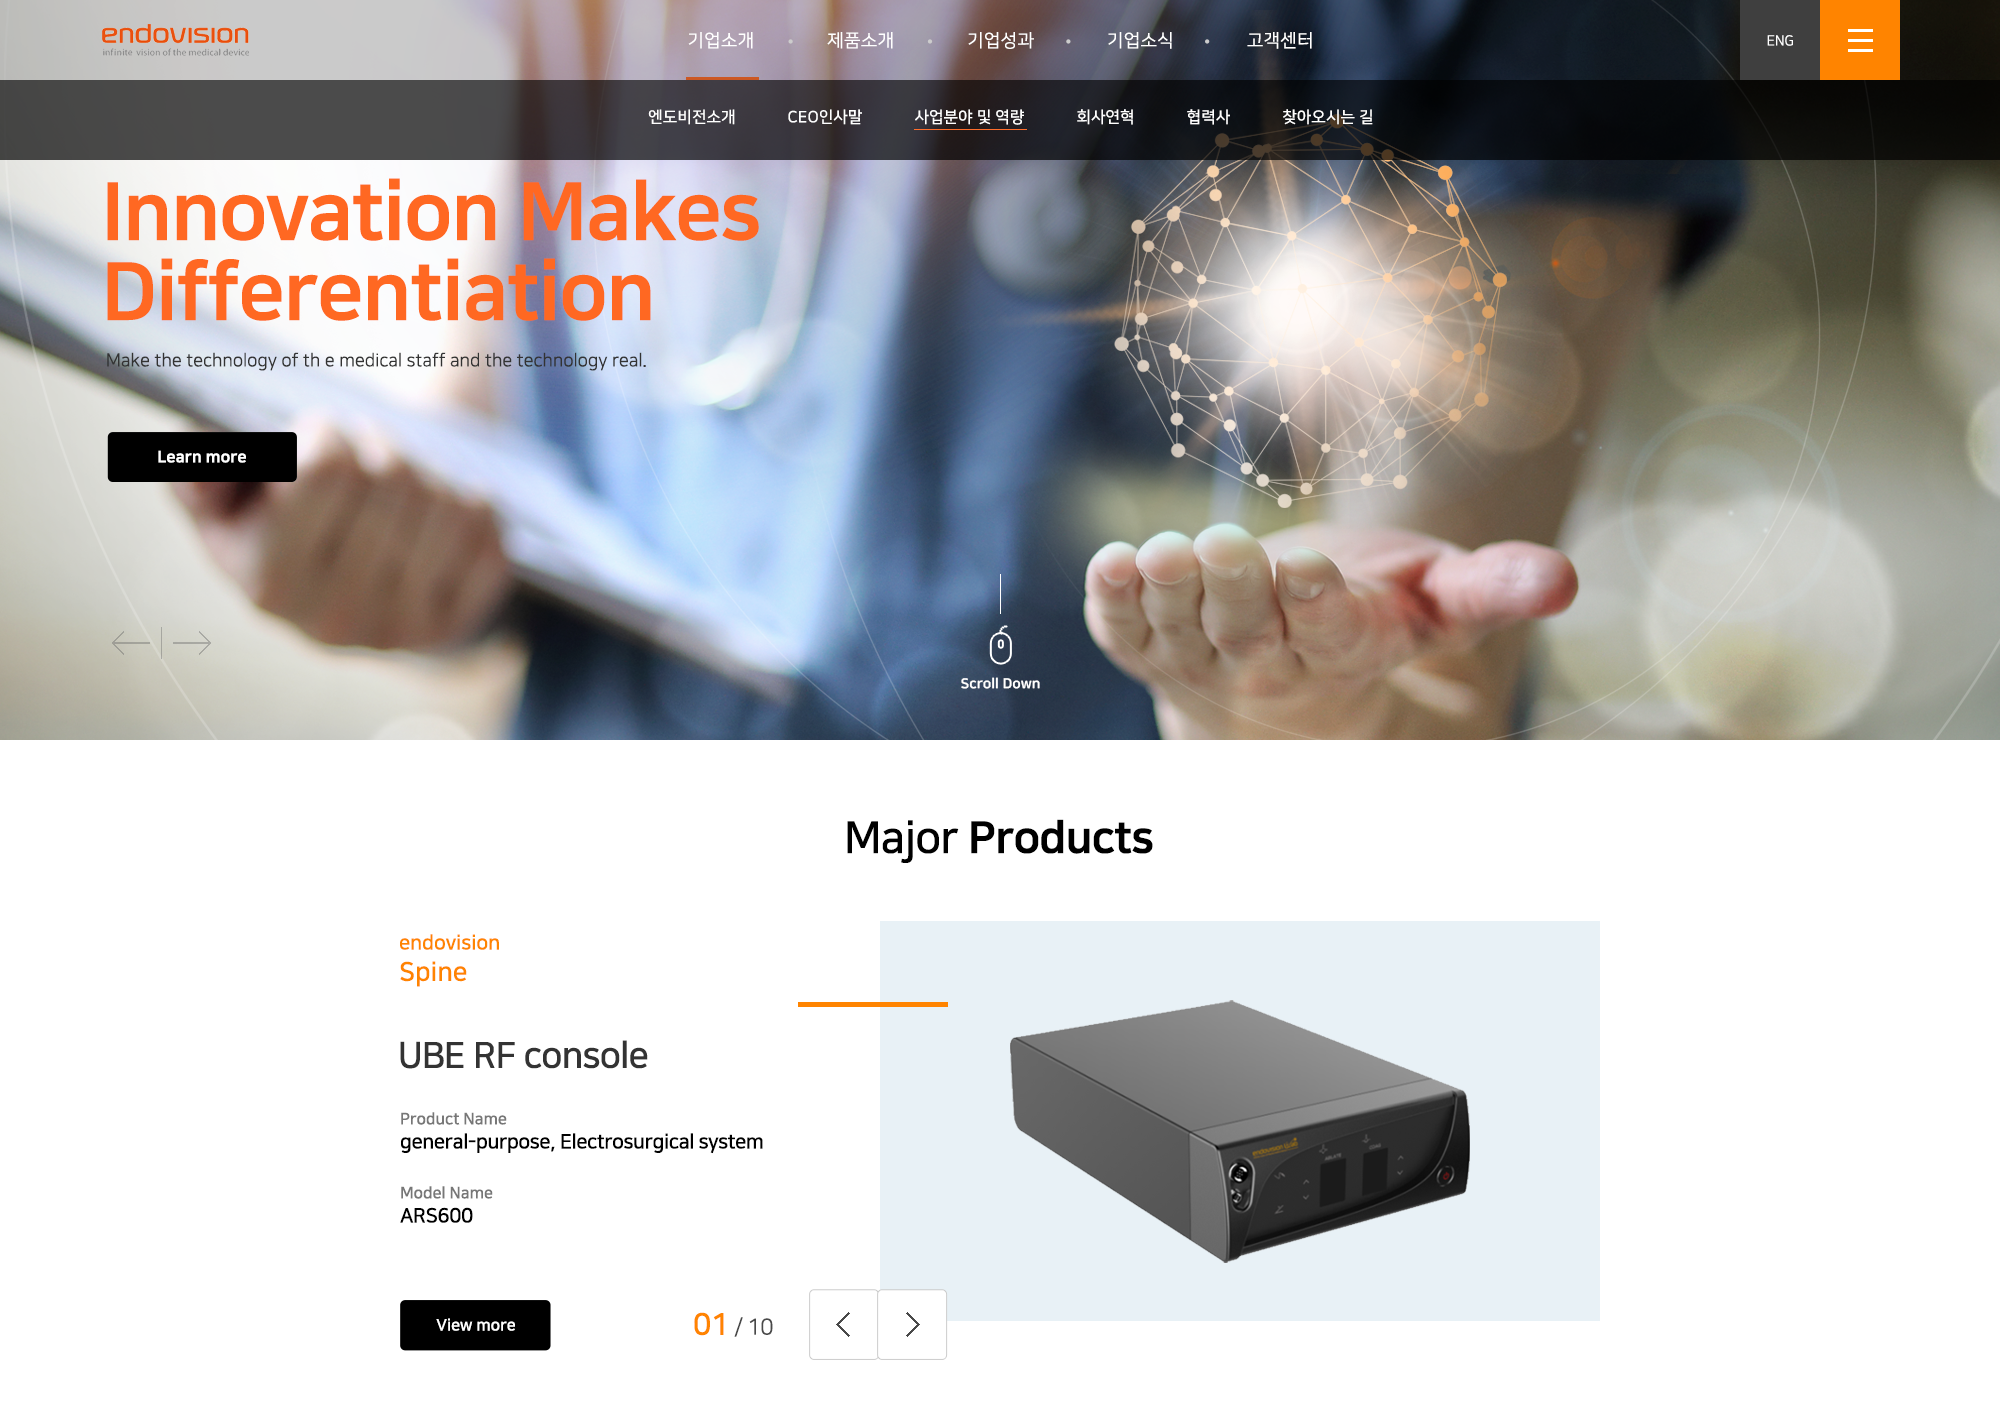 endovision
infinite vision of the medical device
기업소개
제품소개
기업성과
기업소식
고객센터
ENG
엔도비전소개
CEO인사말
사업분야 및 역량
회사연혁
협력사
찾아오시는 길
Innovation Makes
Differentiation
Make the technology of th e medical staff and the technology real.
Learn more
Scroll Down
Major Products
endovision
Spine
UBE RF console
Product Name
general-purpose, Electrosurgical system
Model Name
ARS600
View more
01 / 10